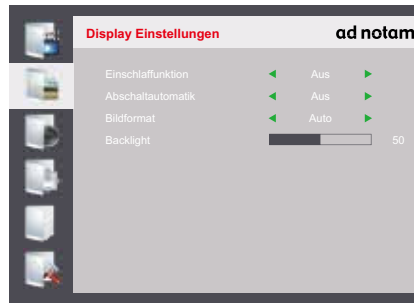 Display Einstellungen
ad notam
Einschlaffunktion Aus
Abschaltautomatik Aus
Bildformat Auto
Backlight 50